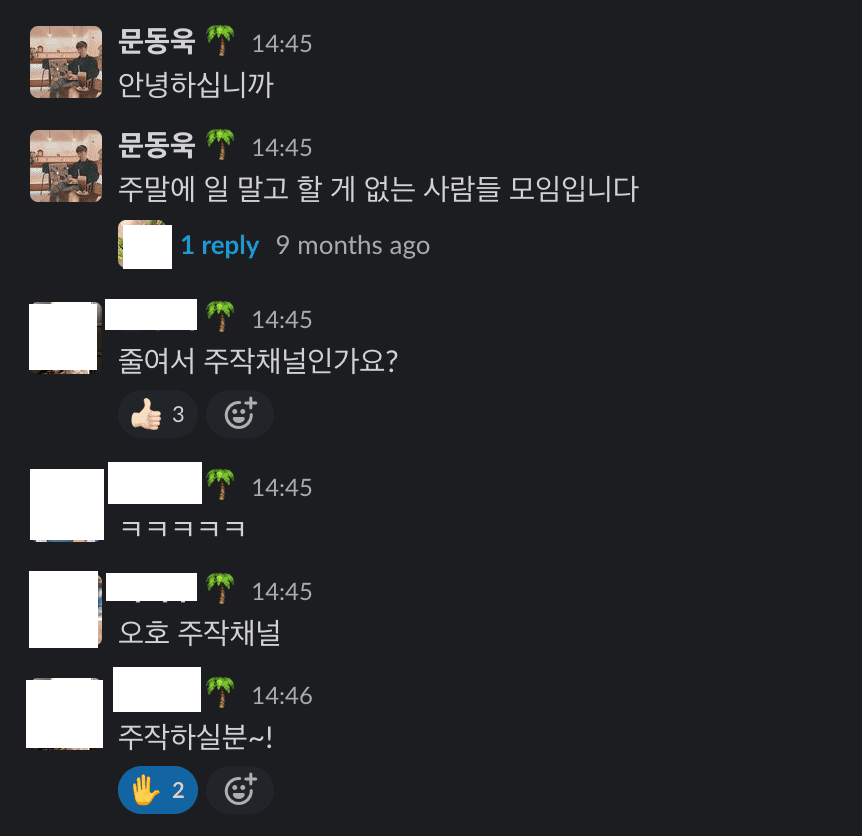 문동욱 14:45
안녕하십니까
문동욱 14:45
주말에 일 말고 할 게 없는 사람들 모임입니다
1 reply 9 months ago
14:45
줄여서 주작채널인가요?
3
14:45
ㅋㅋㅋㅋㅋ
14:45
오호 주작채널
14:46
주작하실분~!
2